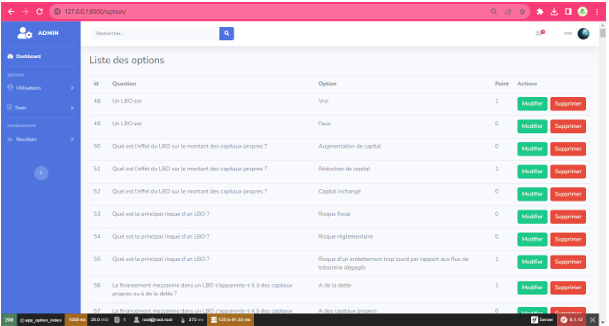 127.0.0.1:8000/option/
ADMIN
Rechercher...
Dashboard
Liste des options
GESTION
Utilisateurs
Tests
Résultats
Id Question Option Point Actions
48 Un LBO est Vrai 1 Modifier Supprimer
49 Un LBO est Faux 0 Modifier Supprimer
50 Quel est l'effet du LBO sur le montant des capitaux propres ? Augmentation de capital 0 Modifier Supprimer
51 Quel est l'effet du LBO sur le montant des capitaux propres ? Réduction de capital 1 Modifier Supprimer
52 Quel est l'effet du LBO sur le montant des capitaux propres ? Capital inchangé 0 Modifier Supprimer
53 Quel est le principal risque d'un LBO ? Risque fiscal 0 Modifier Supprimer
54 Quel est le principal risque d'un LBO ? Risque réglementaire 0 Modifier Supprimer
55 Quel est le principal risque d'un LBO ? Risque d'un endettement trop lourd par rapport aux flux de 1 Modifier Supprimer
trésorerie dégagés
56 Le financement mezzanine dans un LBO s'apparente-t-il à des capitaux A de la dette 1 Modifier Supprimer
propres ou à de la dette ?
57 Le financement mezzanine dans un LBO s'apparente-t-il à des capitaux A des capitaux propres 0
200 @app_option_index 1058 ms 28.0 MiB 1 root@root.root 373 ms Server 6.1.12